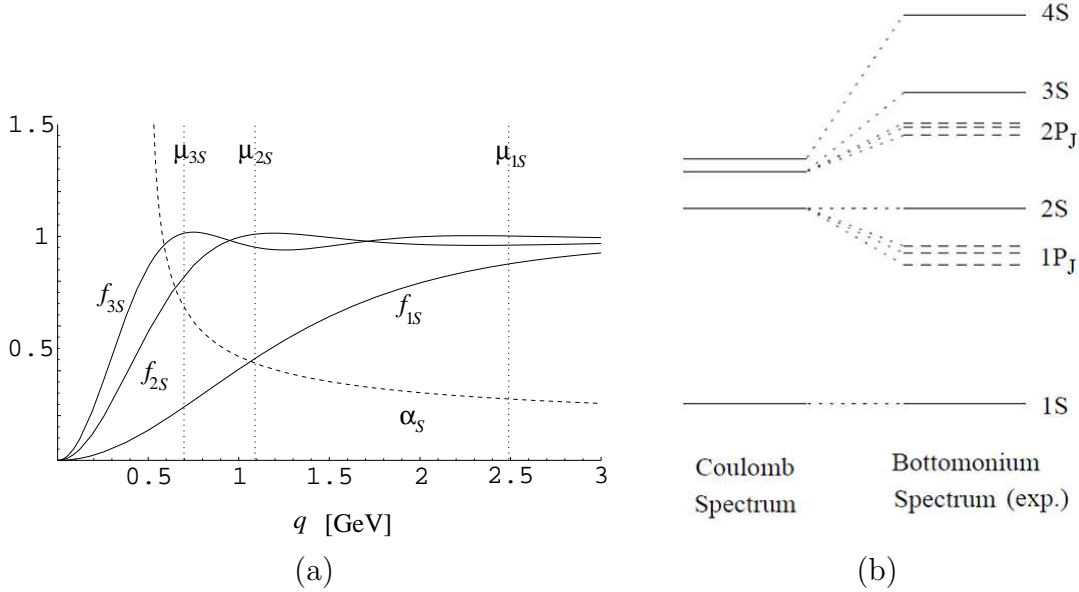 1.5
1
0.5
μ3S
μ2S
μ1S
f3S
f2S
f1S
αS
0.5
1
1.5
2
2.5
3
q [GeV]
(a)
4S
3S
2PJ
2S
1PJ
1S
Coulomb
Spectrum
Bottomonium
Spectrum (exp.)
(b)